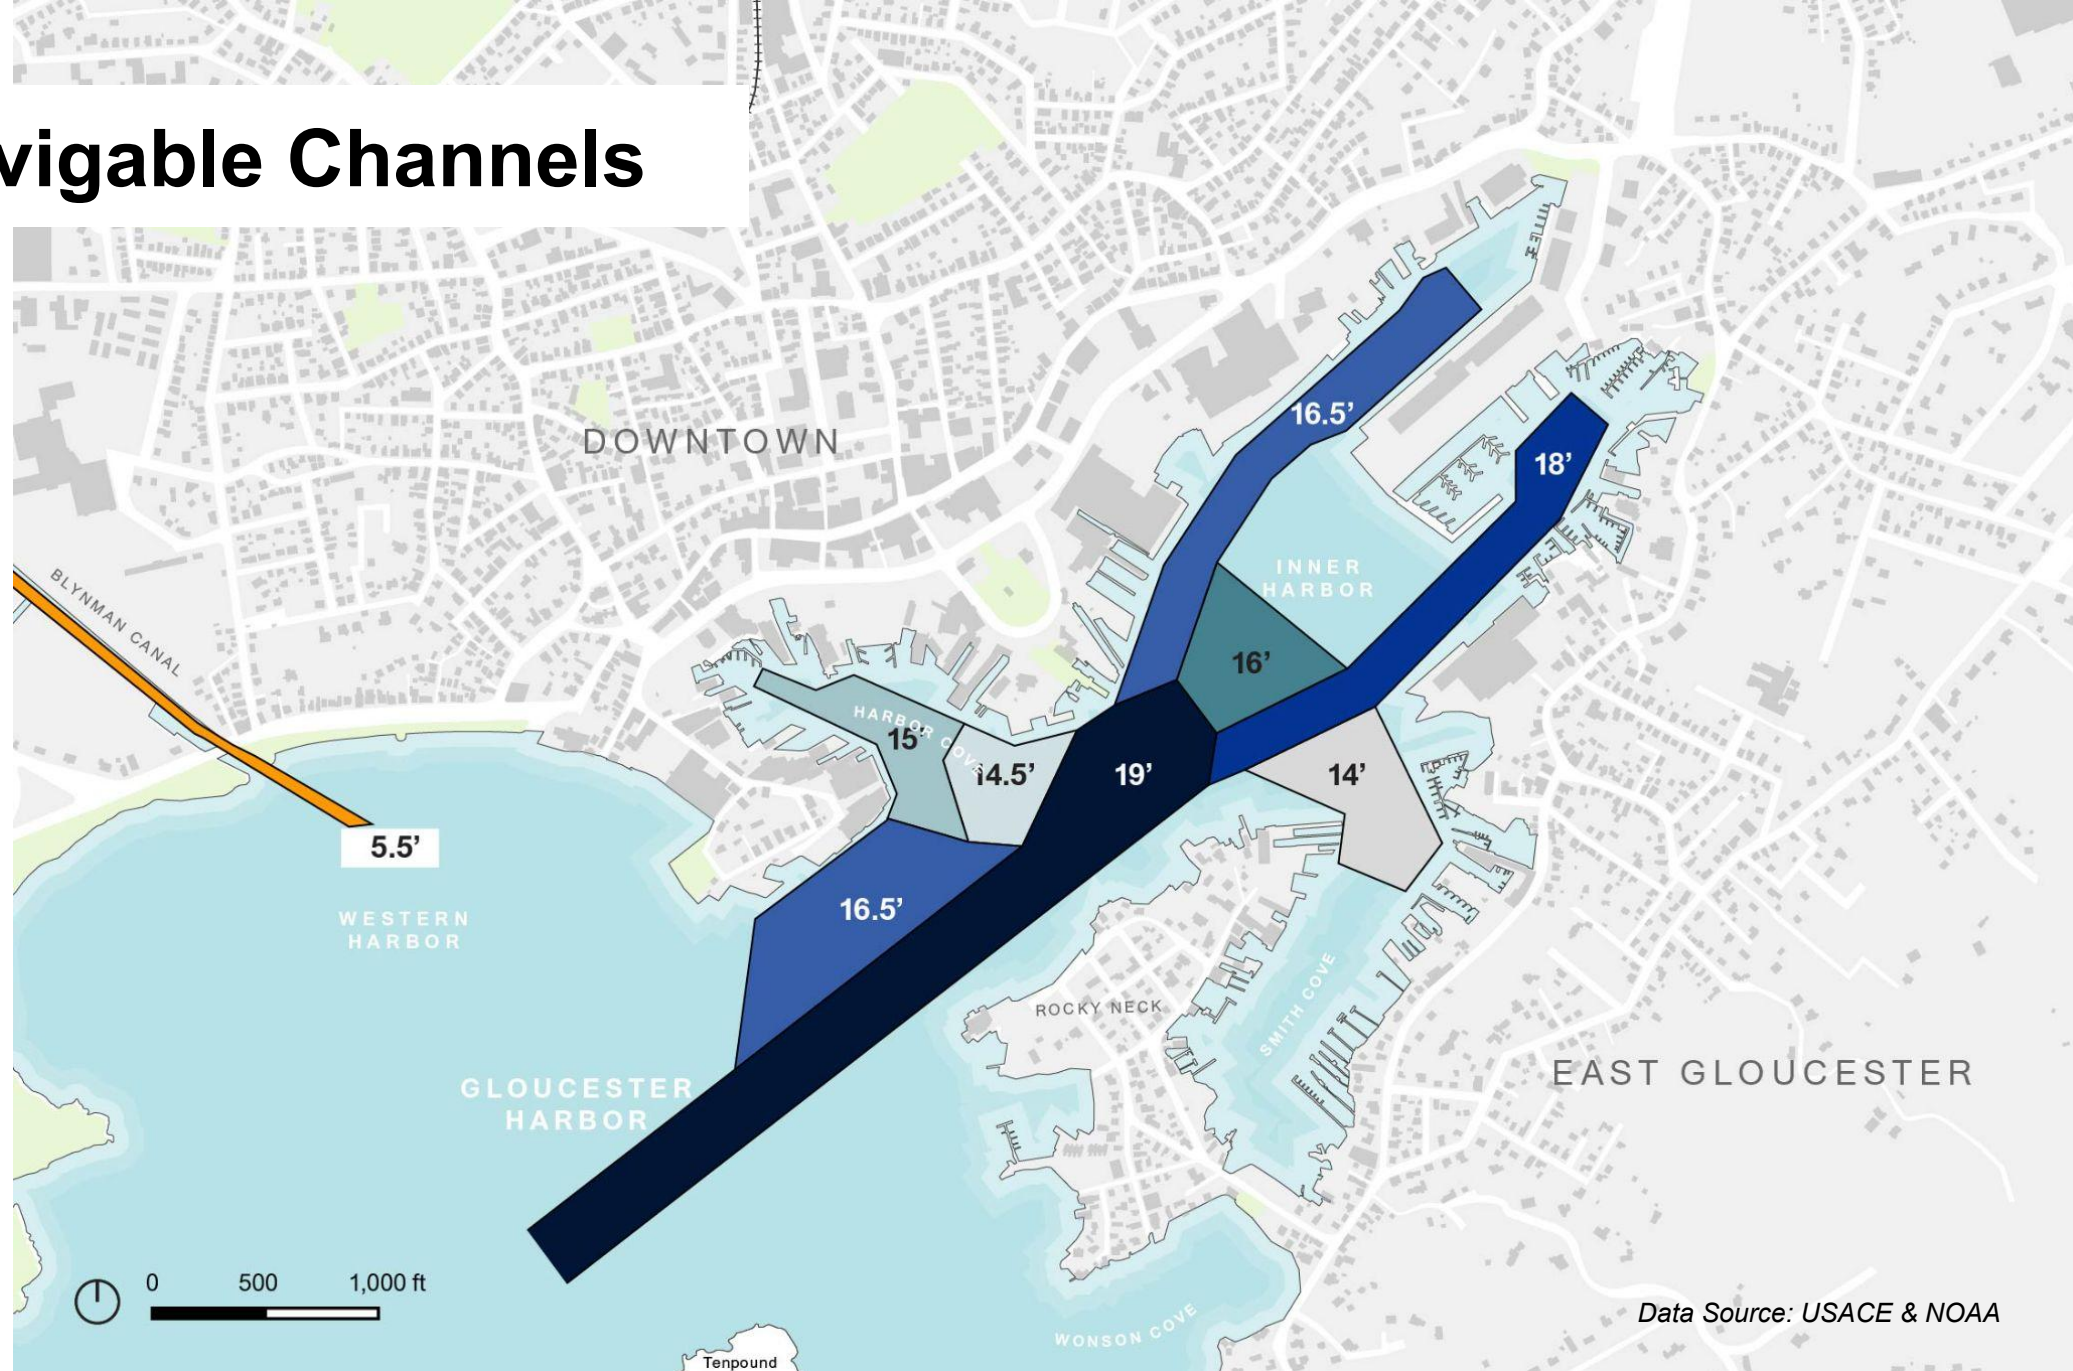 vigable Channels
DOWNTOWN
16.5’
18’
INNER
HARBOR
BLYNMAN CANAL
16’
HARBOR COVE
15’
14.5’
19’
14’
5.5’
16.5’
WESTERN
HARBOR
ROCKY NECK
SMITH COVE
EAST GLOUCESTER
GLOUCESTER
HARBOR
0 500 1,000 ft
WONSON COVE
Data Source: USACE & NOAA
Tenpound